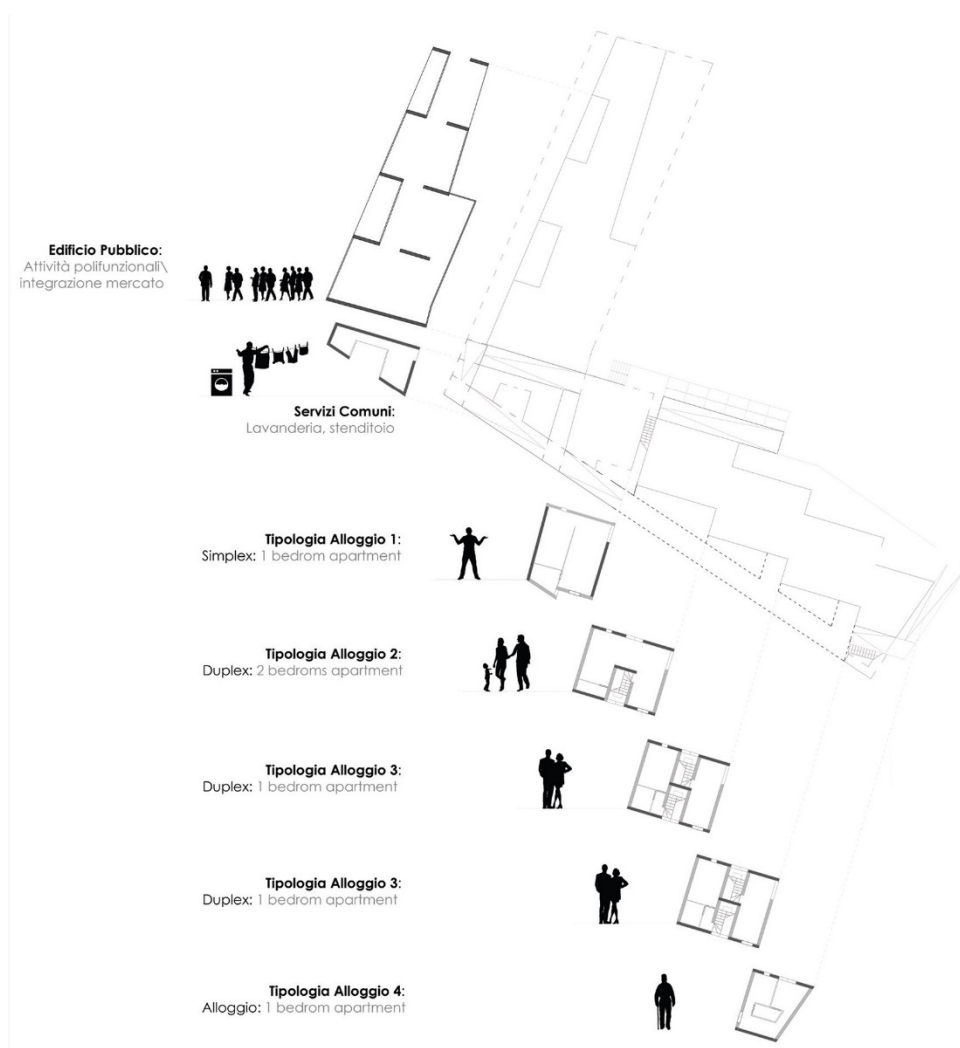 Edificio Pubblico:
Attività polifunzionali\
integrazione mercato
Servizi Comuni:
Lavanderia, stenditoio
Tipologia Alloggio 1:
Simplex: 1 bedrom apartment
Tipologia Alloggio 2:
Duplex: 2 bedroms apartment
Tipologia Alloggio 3:
Duplex: 1 bedrom apartment
Tipologia Alloggio 3:
Duplex: 1 bedrom apartment
Tipologia Alloggio 4:
Alloggio: 1 bedrom apartment